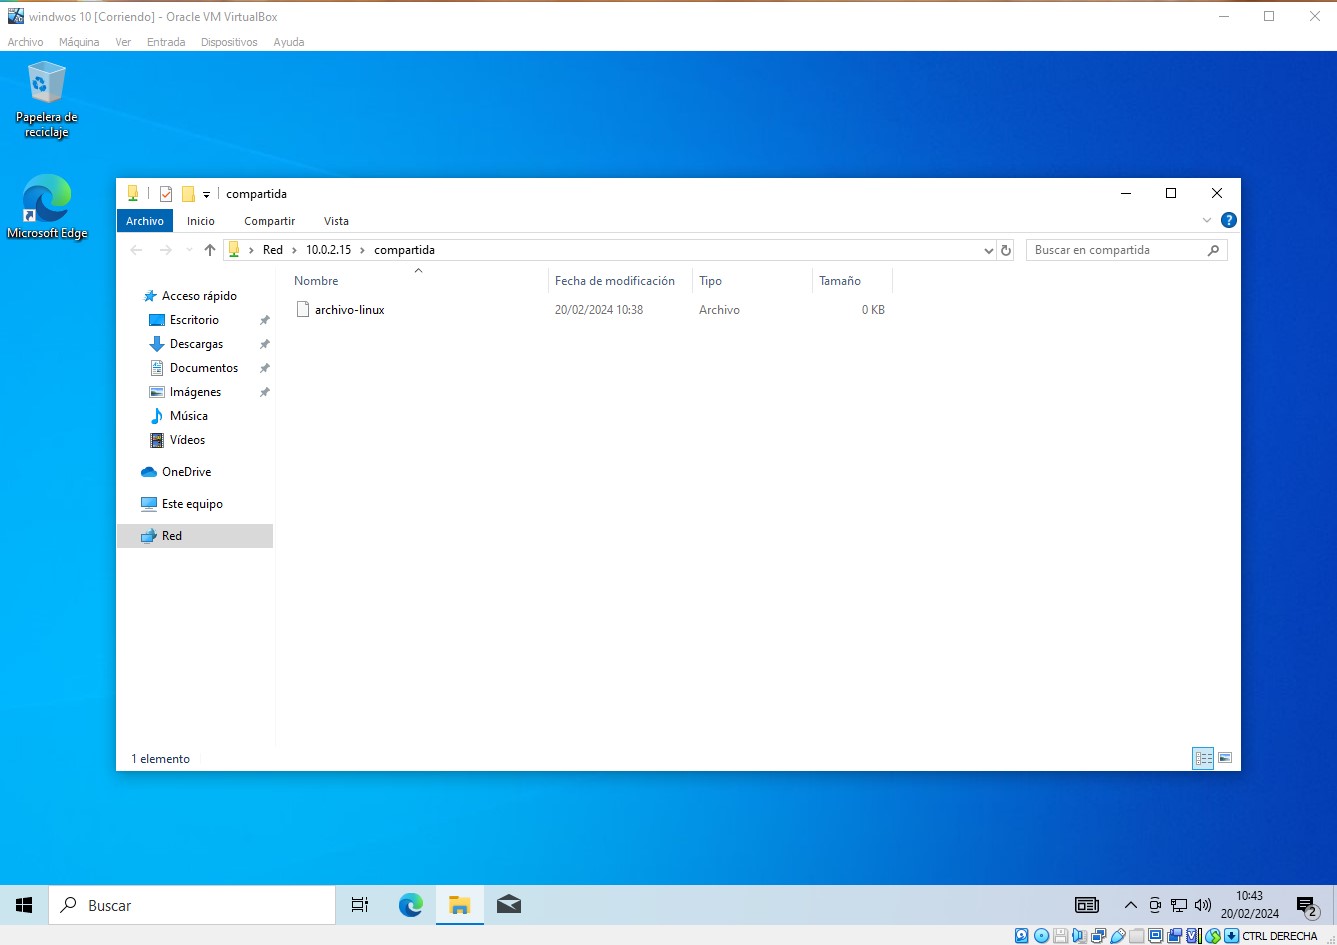 windwos 10 [Corriendo] - Oracle VM VirtualBox
Archivo Máquina Ver Entrada Dispositivos Ayuda
Papelera de
reciclaje
Microsoft Edge
compartida
Archivo Inicio Compartir Vista
Red 10.0.2.15 compartida Buscar en compartida
Nombre Fecha de modificación Tipo Tamaño
archivo-linux 20/02/2024 10:38 Archivo 0 KB
Acceso rápido
Escritorio
Descargas
Documentos
Imágenes
Música
Vídeos
OneDrive
Este equipo
Red
1 elemento
Buscar
10:43
20/02/2024
2
CTRL DERECHA